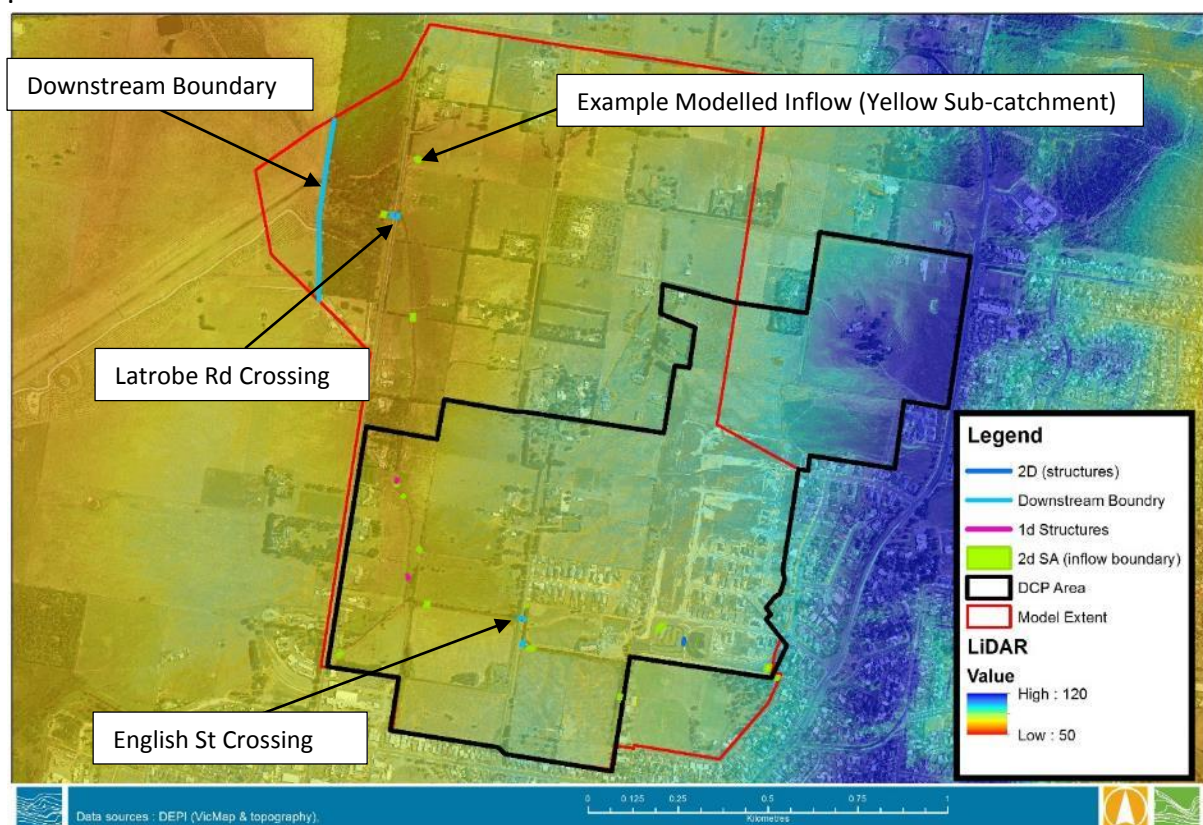 Downstream Boundary
Example Modelled Inflow (Yellow Sub-catchment)
Latrobe Rd Crossing
English St Crossing
Legend
2D (structures)
Downstream Boundry
1d Structures
2d SA (inflow boundary)
DCP Area
Model Extent
LiDAR
Value
High : 120
Low : 50
Data sources : DEPI (VicMap & topography).
0 0.125 0.25 0.5 0.75 1
Kilometres